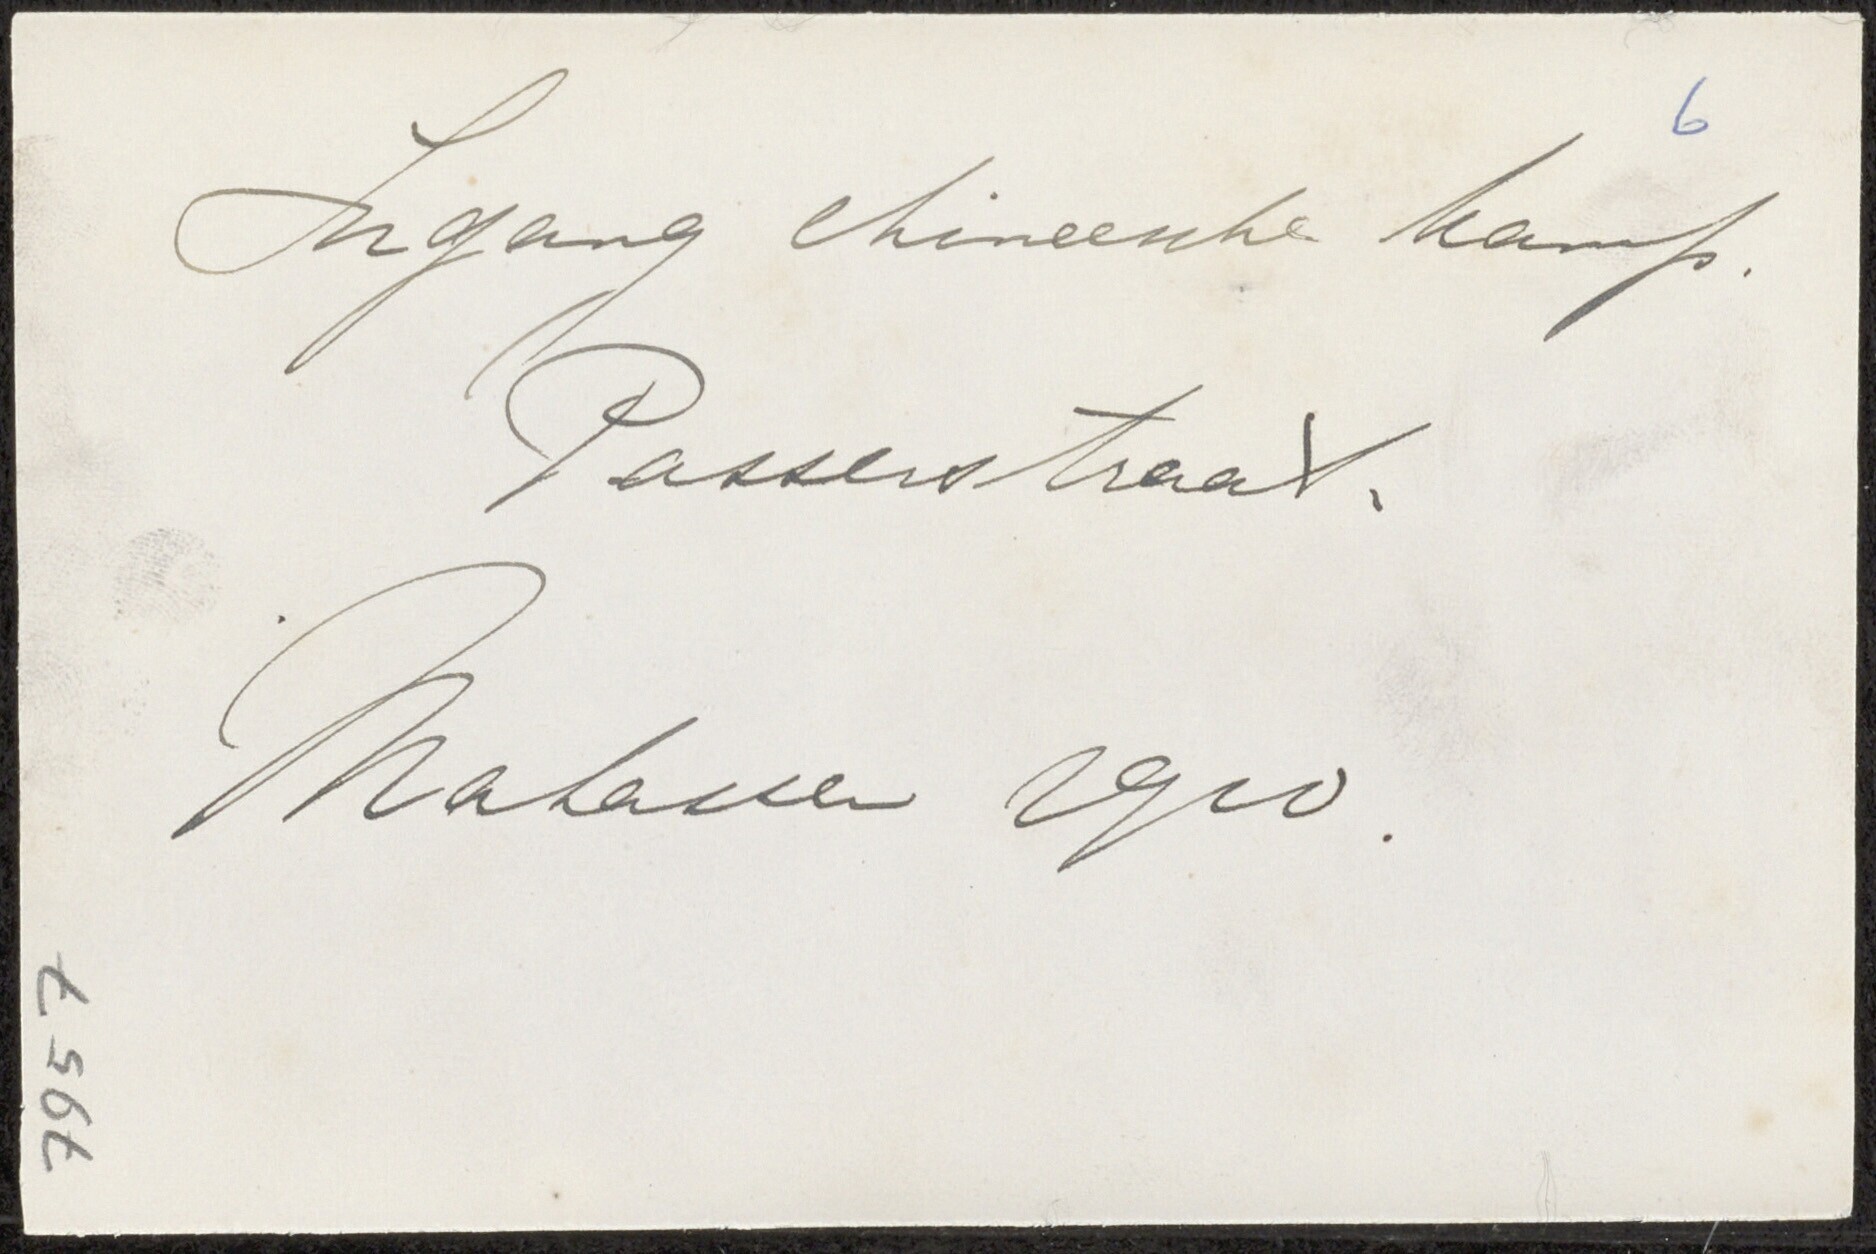 6
Ingang chineesche kamp.
Passerstraat.
Makasser 1910.
7957